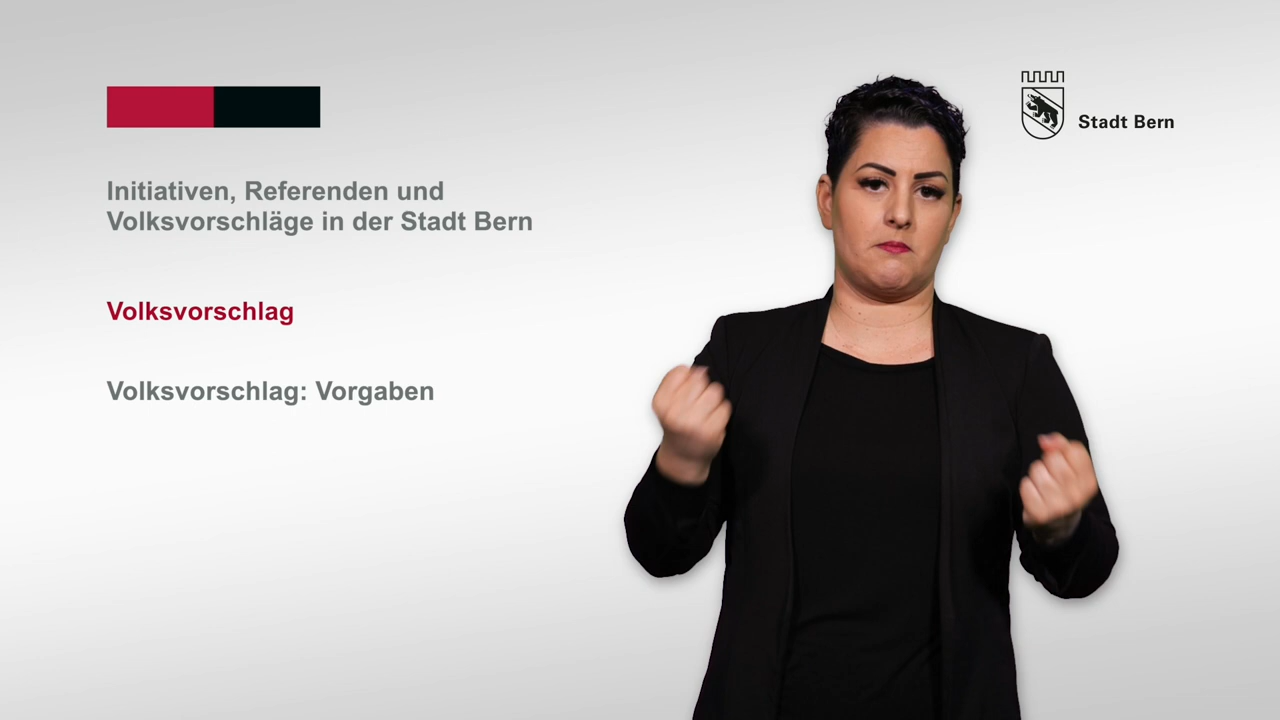 Initiativen, Referenden und
Volksvorschläge in der Stadt Bern
Volksvorschlag
Volksvorschlag: Vorgaben
Stadt Bern